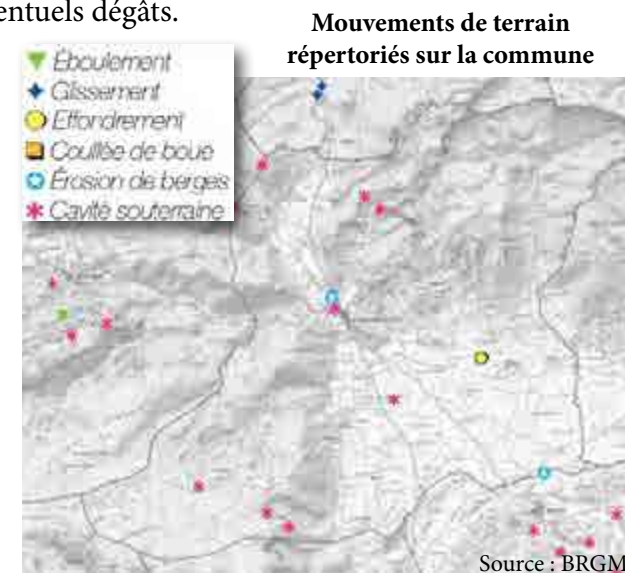 entuels dégâts.
Mouvements de terrain
répertoriés sur la commune
Éboulement
Glissement
Effondrement
Coulée de boue
Érosion de berges
Cavité souterraine
Source : BRGM